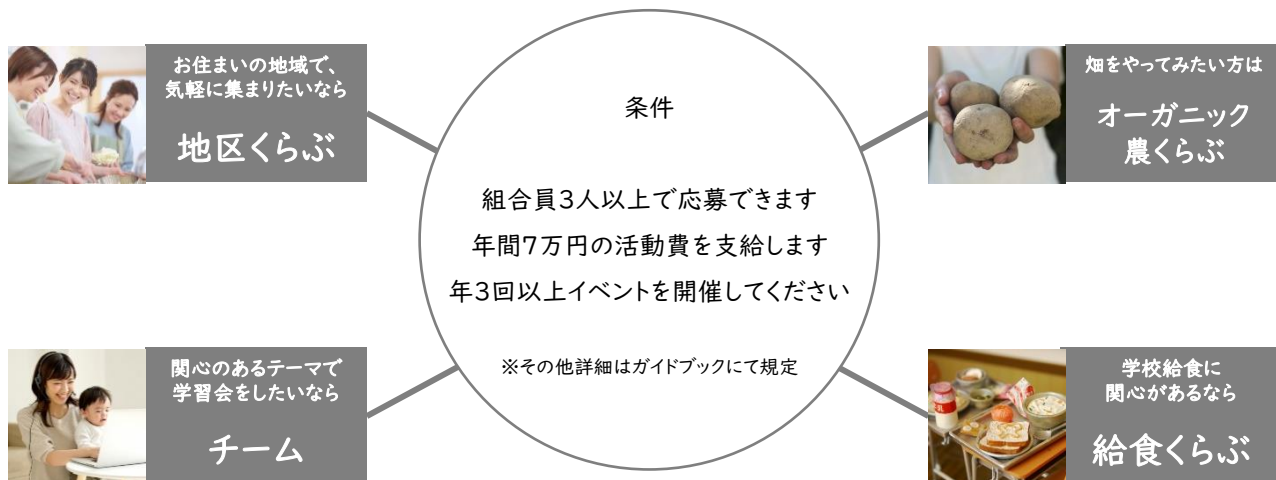 お住まいの地域で、
気軽に集まりたいなら
地区くらぶ
条件
組合員3人以上で応募できます
年間7万円の活動費を支給します
年3回以上イベントを開催してください
※その他詳細はガイドブックにて規定
畑をやってみたい方は
オーガニック
農くらぶ
関心のあるテーマで
学習会をしたいなら
チーム
学校給食に
関心があるなら
給食くらぶ